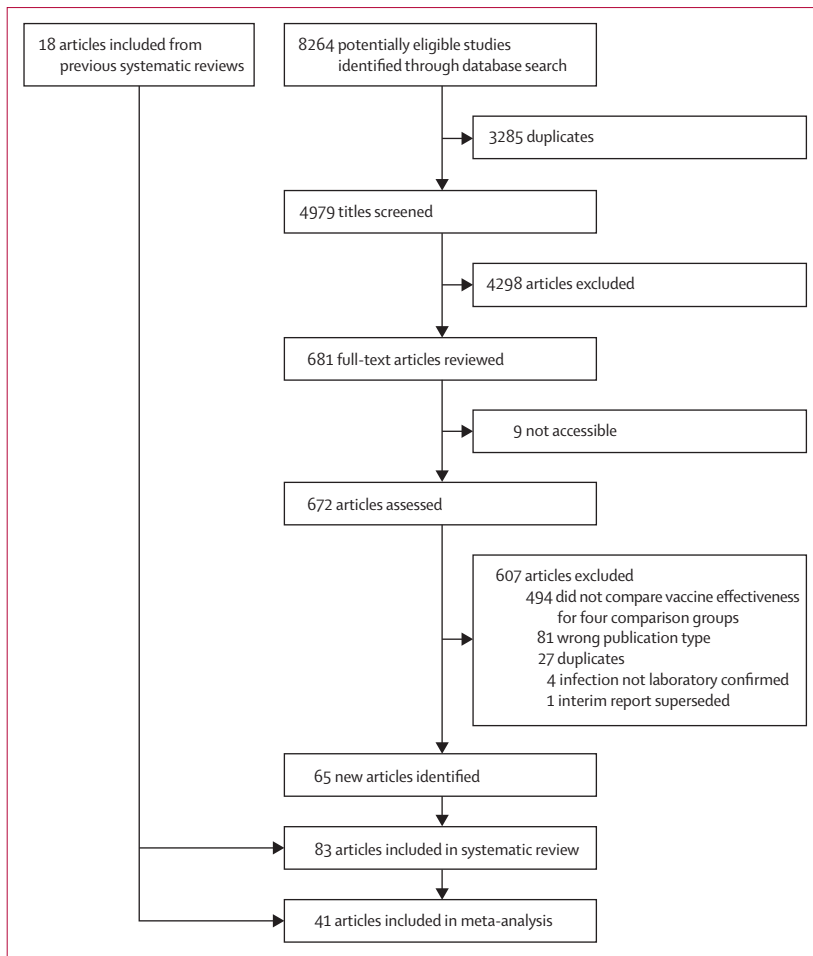 18 articles included from
previous systematic reviews
8264 potentially eligible studies
identified through database search
3285 duplicates
4979 titles screened
4298 articles excluded
681 full-text articles reviewed
9 not accessible
672 articles assessed
607 articles excluded
494 did not compare vaccine effectiveness
for four comparison groups
81 wrong publication type
27 duplicates
4 infection not laboratory confirmed
1 interim report superseded
65 new articles identified
83 articles included in systematic review
41 articles included in meta-analysis